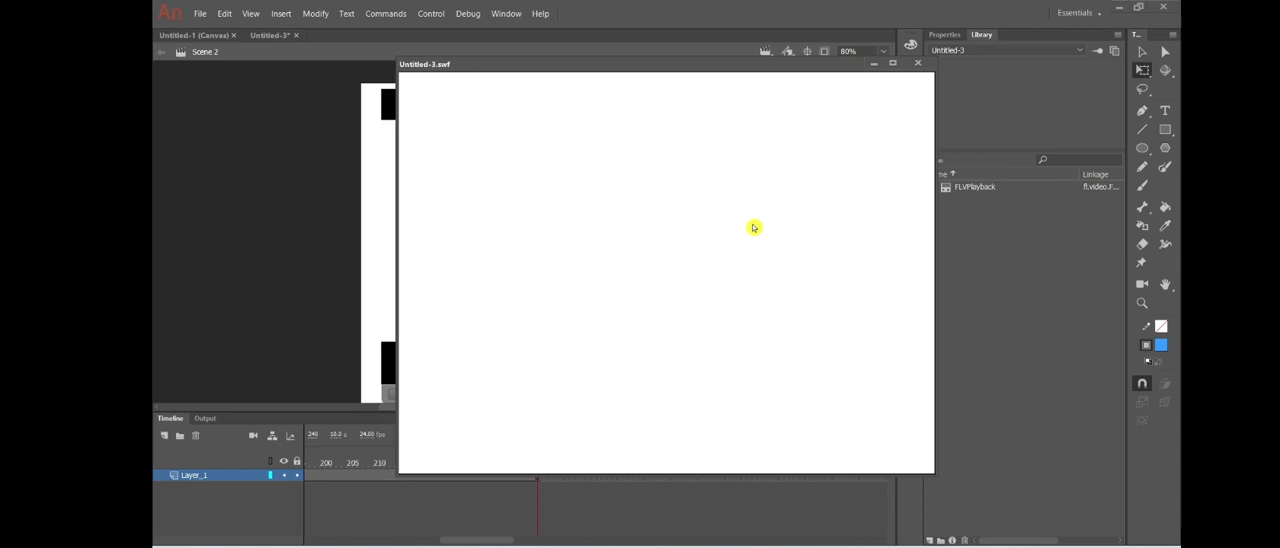 An File Edit View Insert Modify Text Commands Control Debug Window Help Essentials
Untitled-1 (Canvas) × Untitled-3* ×
Properties Library
Scene 2
80%
Untitled-3
Untitled-3.swf
Linkage
FLVPlayback
fl.video.F...
Timeline Output
240 10.0 s 24.00 fps
200 205 210
Layer_1